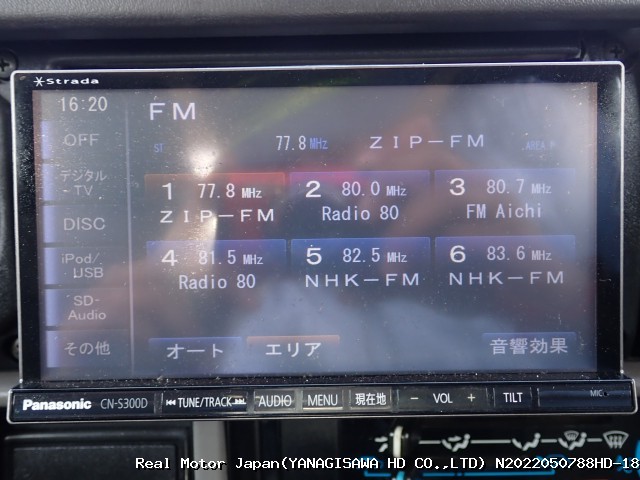 Strada
16:20
FM
OFF
ST 77.8 MHz ZIP-FM AREA P
デジタル
-TV
1 77.8 MHz
ZIP-FM
2 80.0 MHz
Radio 80
3 80.7 MHz
FM Aichi
DISC
4 81.5 MHz
Radio 80
5 82.5 MHz
NHK-FM
6 83.6 MHz
NHK-FM
iPod/
USB
SD-
Audio
その他
オート エリア 音響効果
Panasonic CN-S300D TUNE/TRACK AUDIO MENU 現在地 - VOL + TILT MIC
Real Motor Japan(YANAGISAWA HD CO.,LTD) N2022050788HD-18